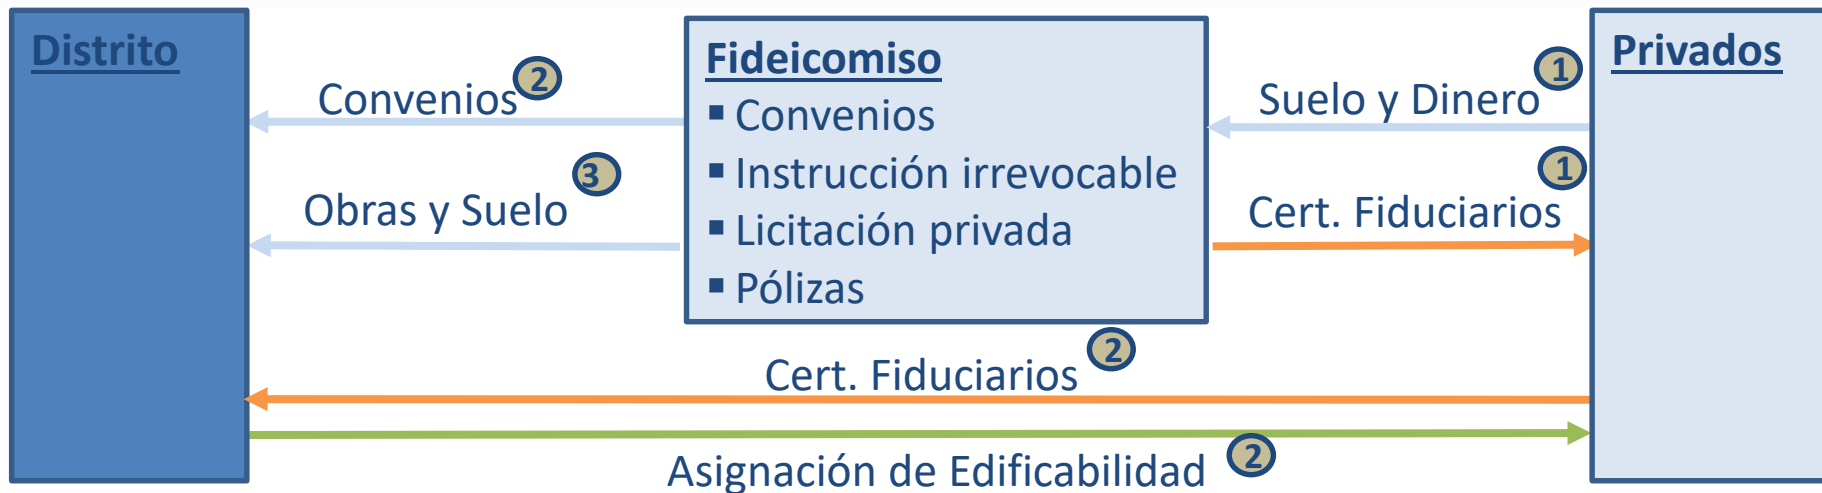 Distrito
Convenios 2
3
Obras y Suelo
Fideicomiso
▪ Convenios
▪ Instrucción irrevocable
▪ Licitación privada
▪ Pólizas
1
Suelo y Dinero
1
Cert. Fiduciarios
Privados
2
Cert. Fiduciarios
Asignación de Edificabilidad 2